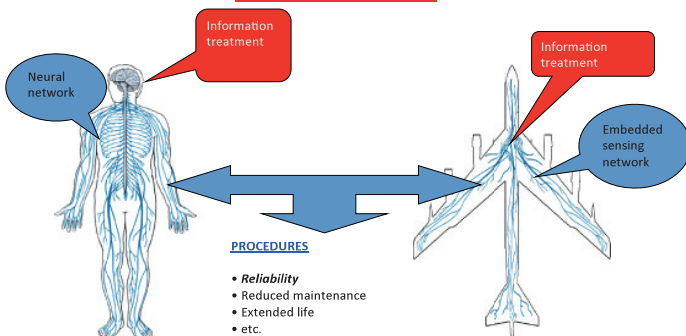 Information
treatment
Neural
network
Information
treatment
Embedded
sensing
network
PROCEDURES
• Reliability
• Reduced maintenance
• Extended life
• etc.